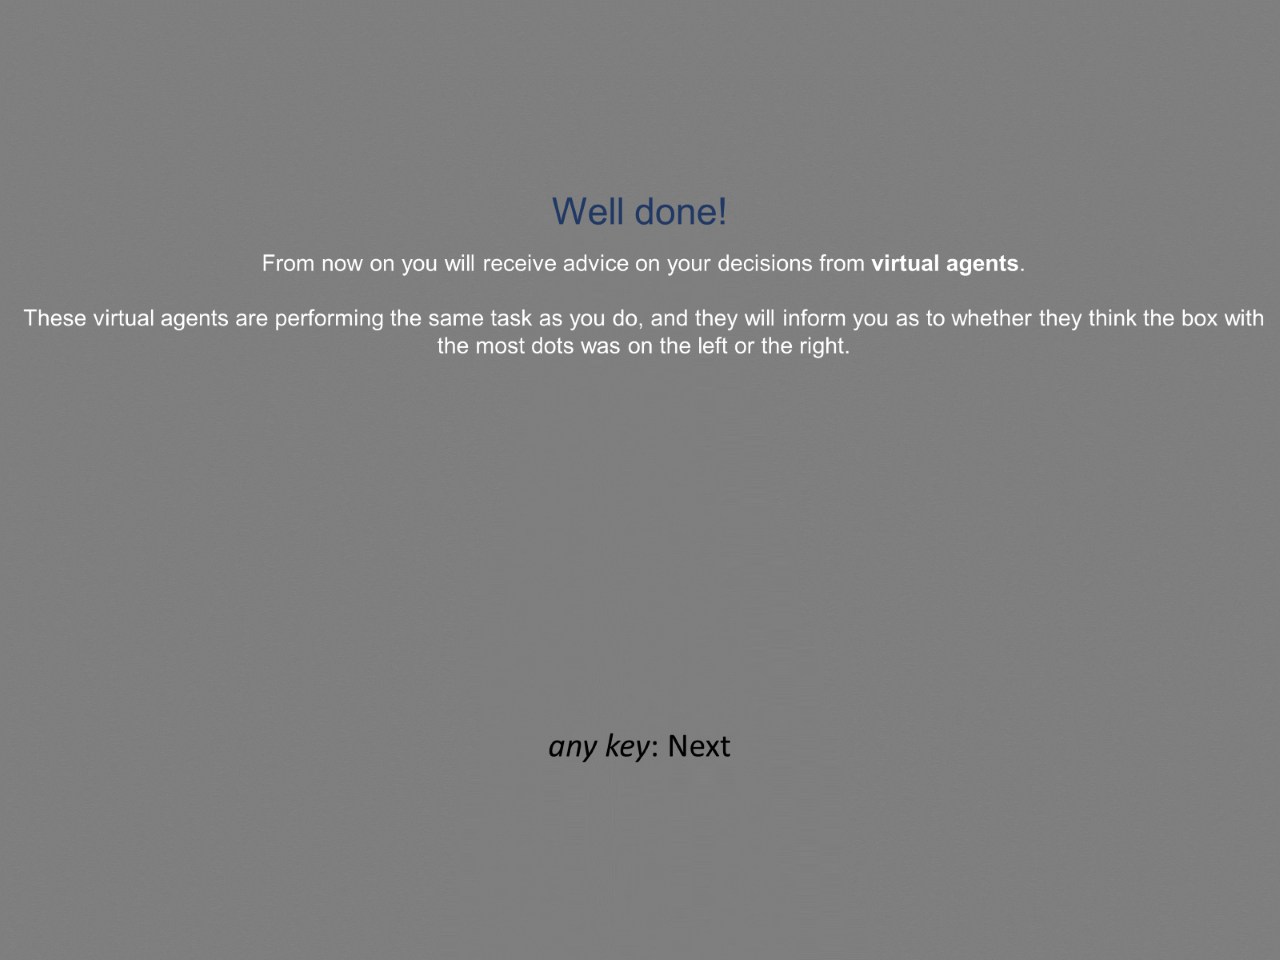 Well done!
From now on you will receive advice on your decisions from virtual agents.
These virtual agents are performing the same task as you do, and they will inform you as to whether they think the box with
the most dots was on the left or the right.
any key: Next